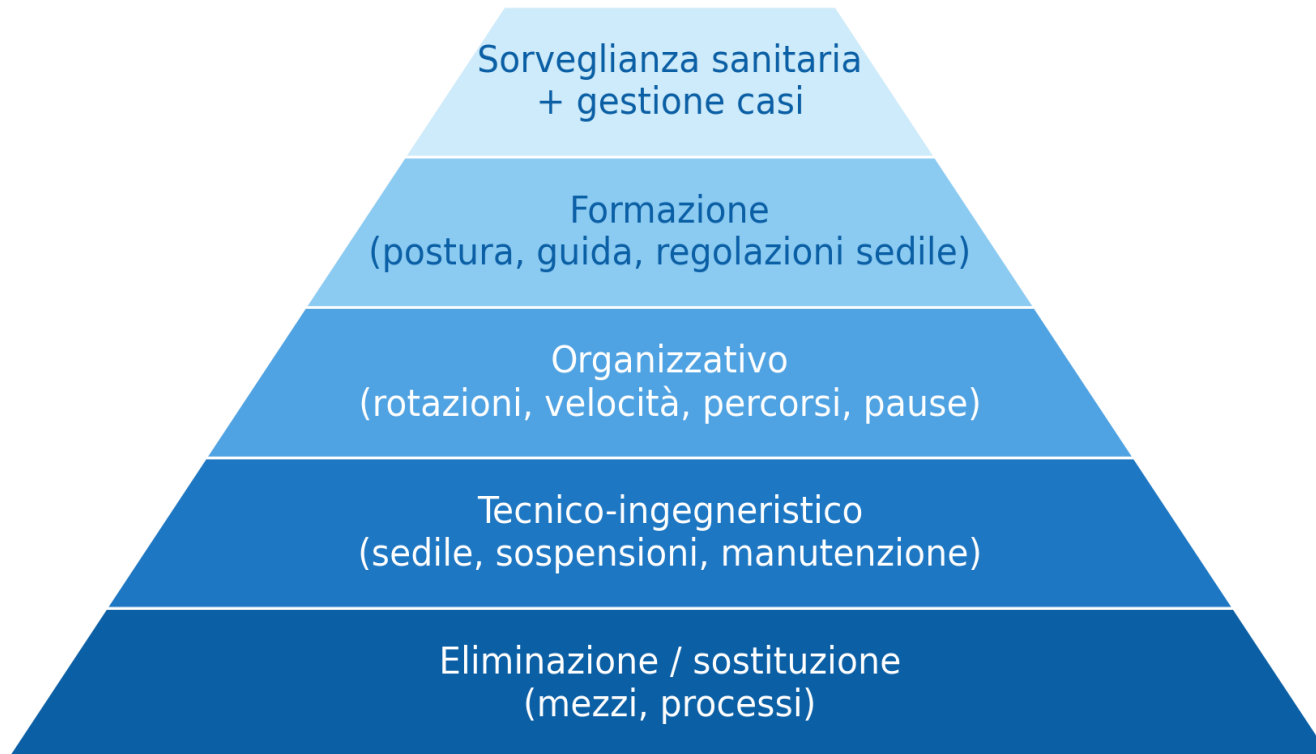 Sorveglianza sanitaria
+ gestione casi
Formazione
(postura, guida, regolazioni sedile)
Organizzativo
(rotazioni, velocità, percorsi, pause)
Tecnico-ingegneristico
(sedile, sospensioni, manutenzione)
Eliminazione / sostituzione
(mezzi, processi)